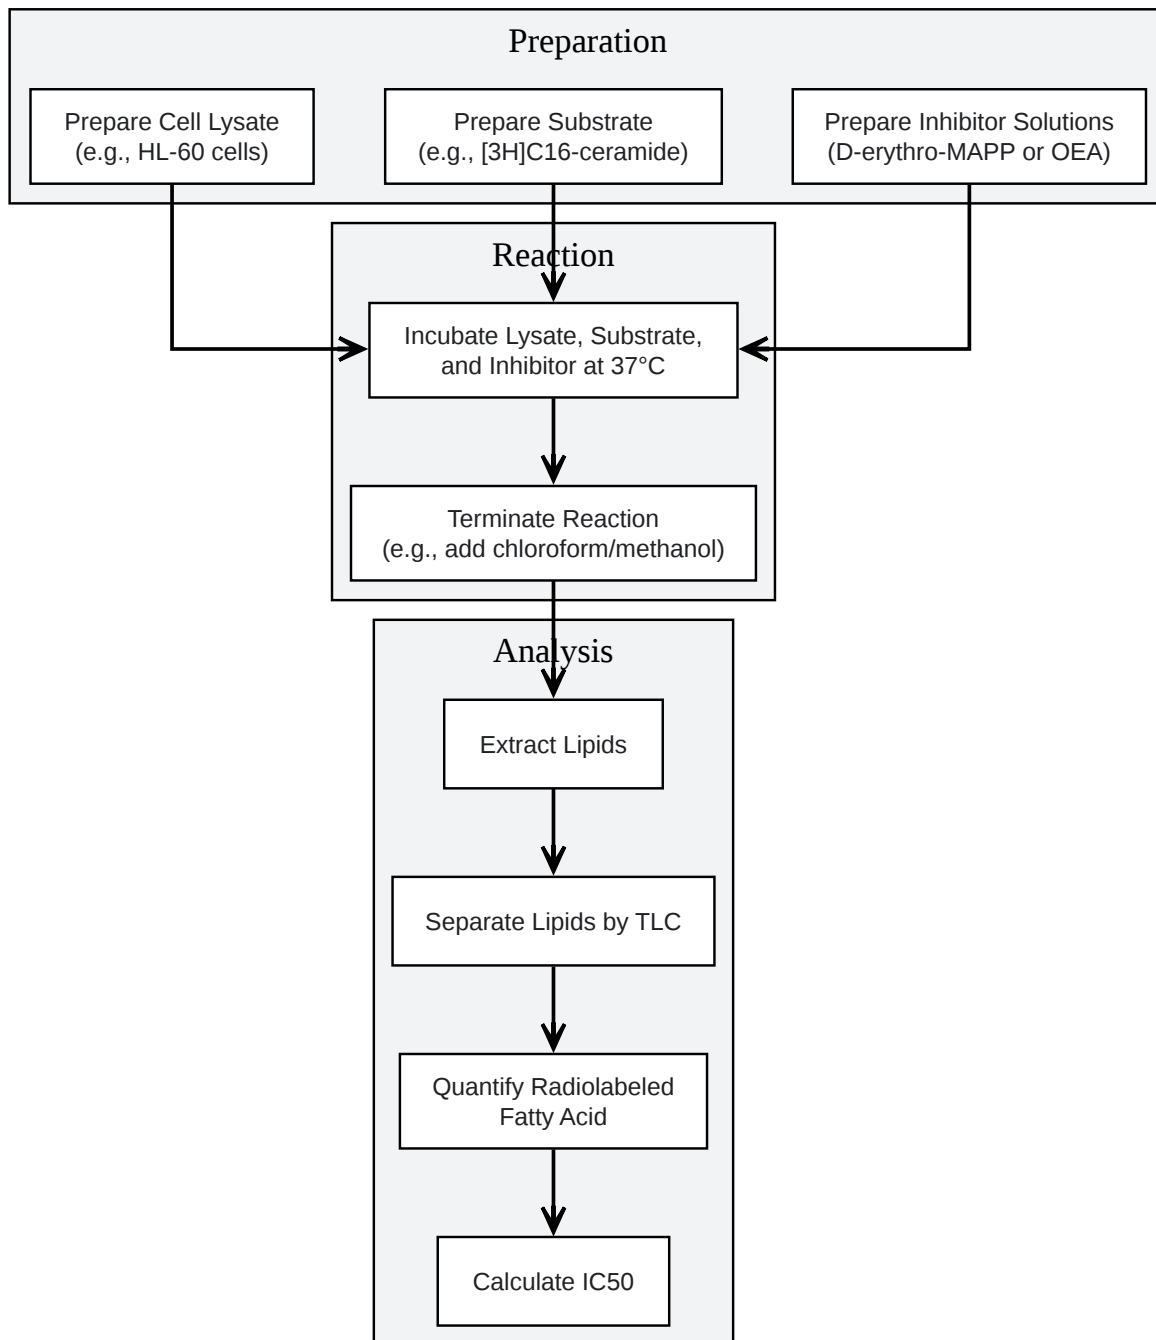 Preparation
Prepare Cell Lysate
(e.g., HL-60 cells)
Prepare Substrate
(e.g., [3H]C16-ceramide)
Prepare Inhibitor Solutions
(D-erythro-MAPP or OEA)
Reaction
Incubate Lysate, Substrate,
and Inhibitor at 37°C
Terminate Reaction
(e.g., add chloroform/methanol)
Analysis
Extract Lipids
Separate Lipids by TLC
Quantify Radiolabeled
Fatty Acid
Calculate IC50